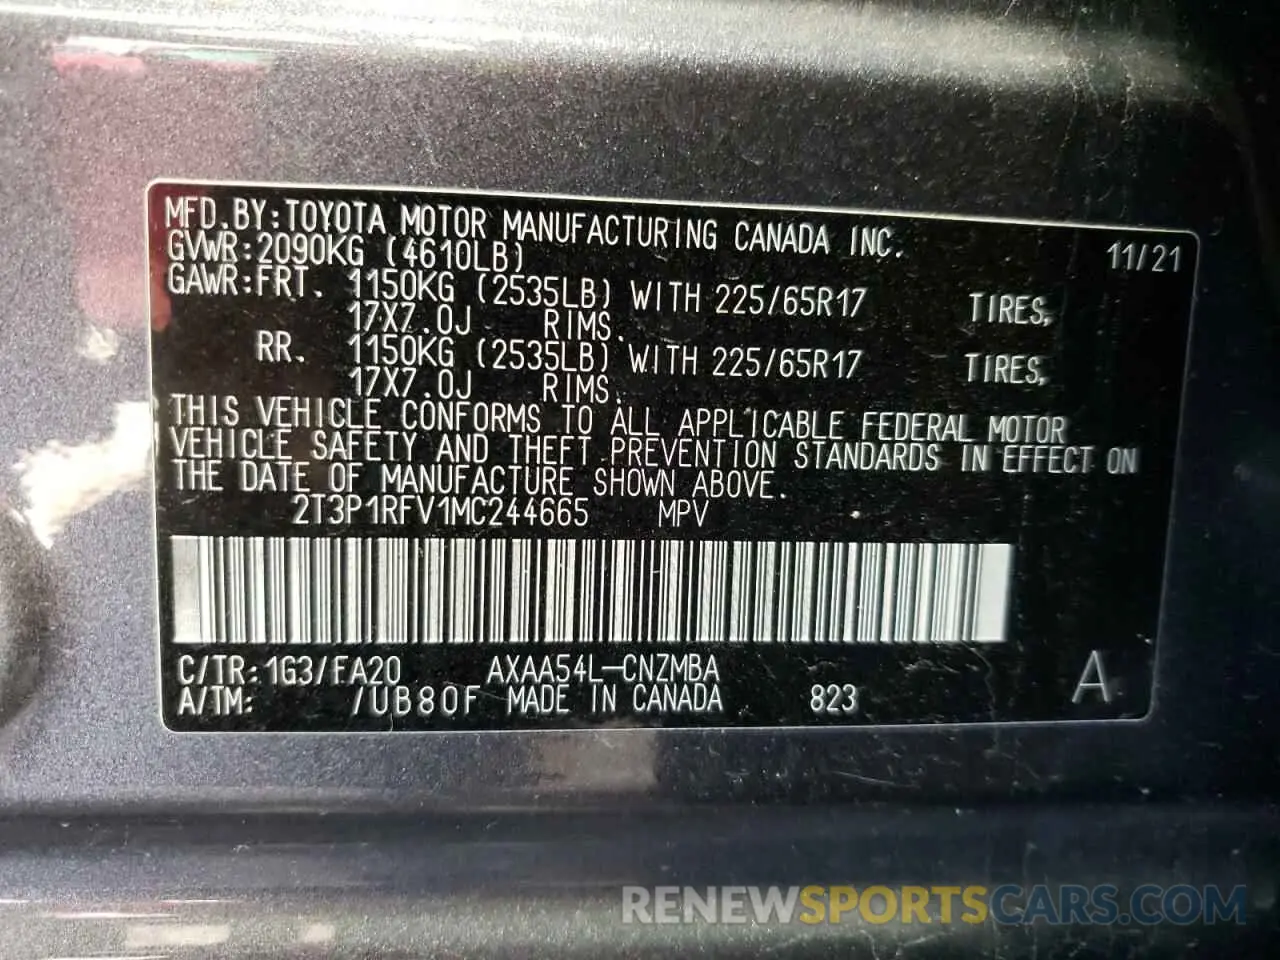 MFD.BY:TOYOTA MOTOR MANUFACTURING CANADA INC.
GVWR:2090KG (4610LB) 11/21
GAWR:FRT. 1150KG (2535LB) WITH 225/65R17 TIRES,
17X7.0J RIMS.
RR. 1150KG (2535LB) WITH 225/65R17 TIRES,
17X7.0J RIMS.
THIS VEHICLE CONFORMS TO ALL APPLICABLE FEDERAL MOTOR
VEHICLE SAFETY AND THEFT PREVENTION STANDARDS IN EFFECT ON
THE DATE OF MANUFACTURE SHOWN ABOVE.
2T3P1RFV1MC244665 MPV
C/TR:1G3/FA20 AXAA54L-CNZMBA A
A/TM: /UB80F MADE IN CANADA 823
RENEWSPORTSCARS.COM